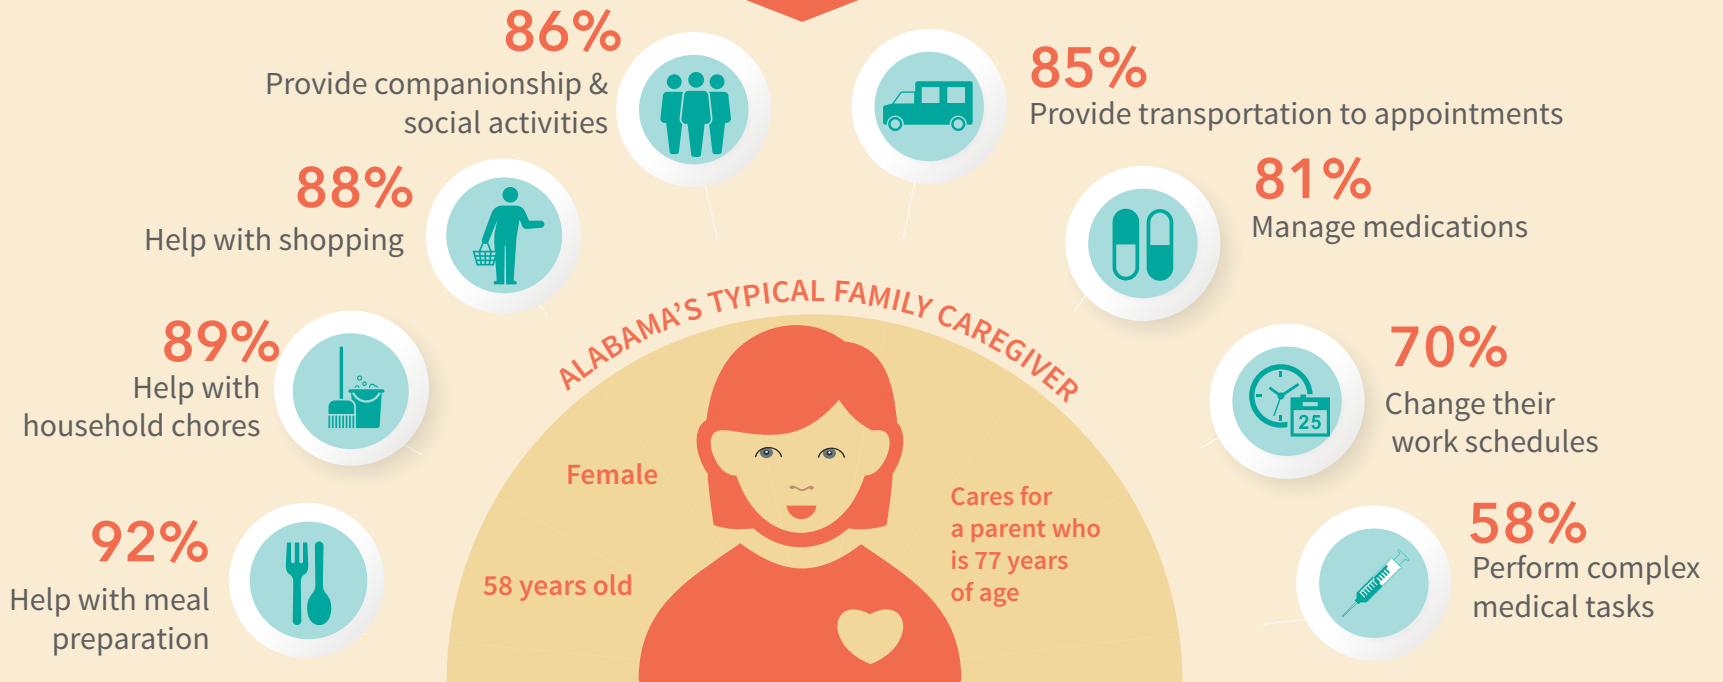 86%
Provide companionship &
social activities
85%
Provide transportation to appointments
88%
Help with shopping
81%
Manage medications
89%
Help with
household chores
70%
Change their
work schedules
25
92%
Help with meal
preparation
58%
Perform complex
medical tasks
ALABAMA’S TYPICAL FAMILY CAREGIVER
Female
58 years old
Cares for
a parent who
is 77 years
of age